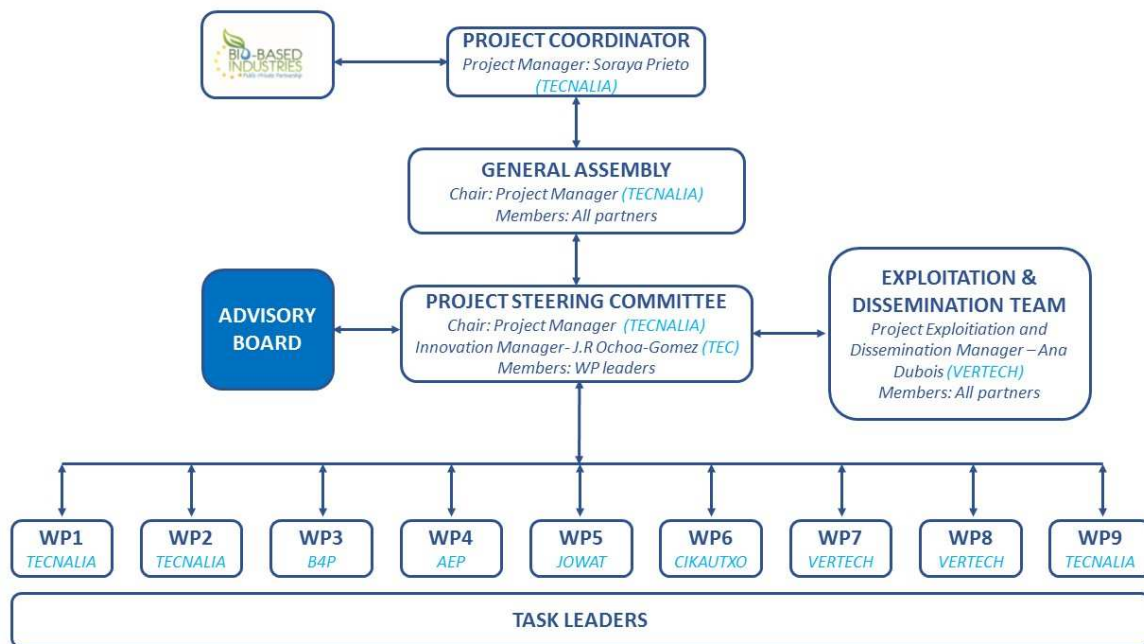 BIO-BASED
INDUSTRIES
Public-Private Partnership
PROJECT COORDINATOR
Project Manager: Soraya Prieto
(TECNALIA)
GENERAL ASSEMBLY
Chair: Project Manager (TECNALIA)
Members: All partners
ADVISORY
BOARD
PROJECT STEERING COMMITTEE
Chair: Project Manager (TECNALIA)
Innovation Manager- J.R Ochoa-Gomez (TEC)
Members: WP leaders
EXPLOITATION &
DISSEMINATION TEAM
Project Exploitiation and
Dissemination Manager – Ana
Dubois (VERTECH)
Members: All partners
WP1
TECNALIA
WP2
TECNALIA
WP3
B4P
WP4
AEP
WP5
JOWAT
WP6
CIKAUTXO
WP7
VERTECH
WP8
VERTECH
WP9
TECNALIA
TASK LEADERS